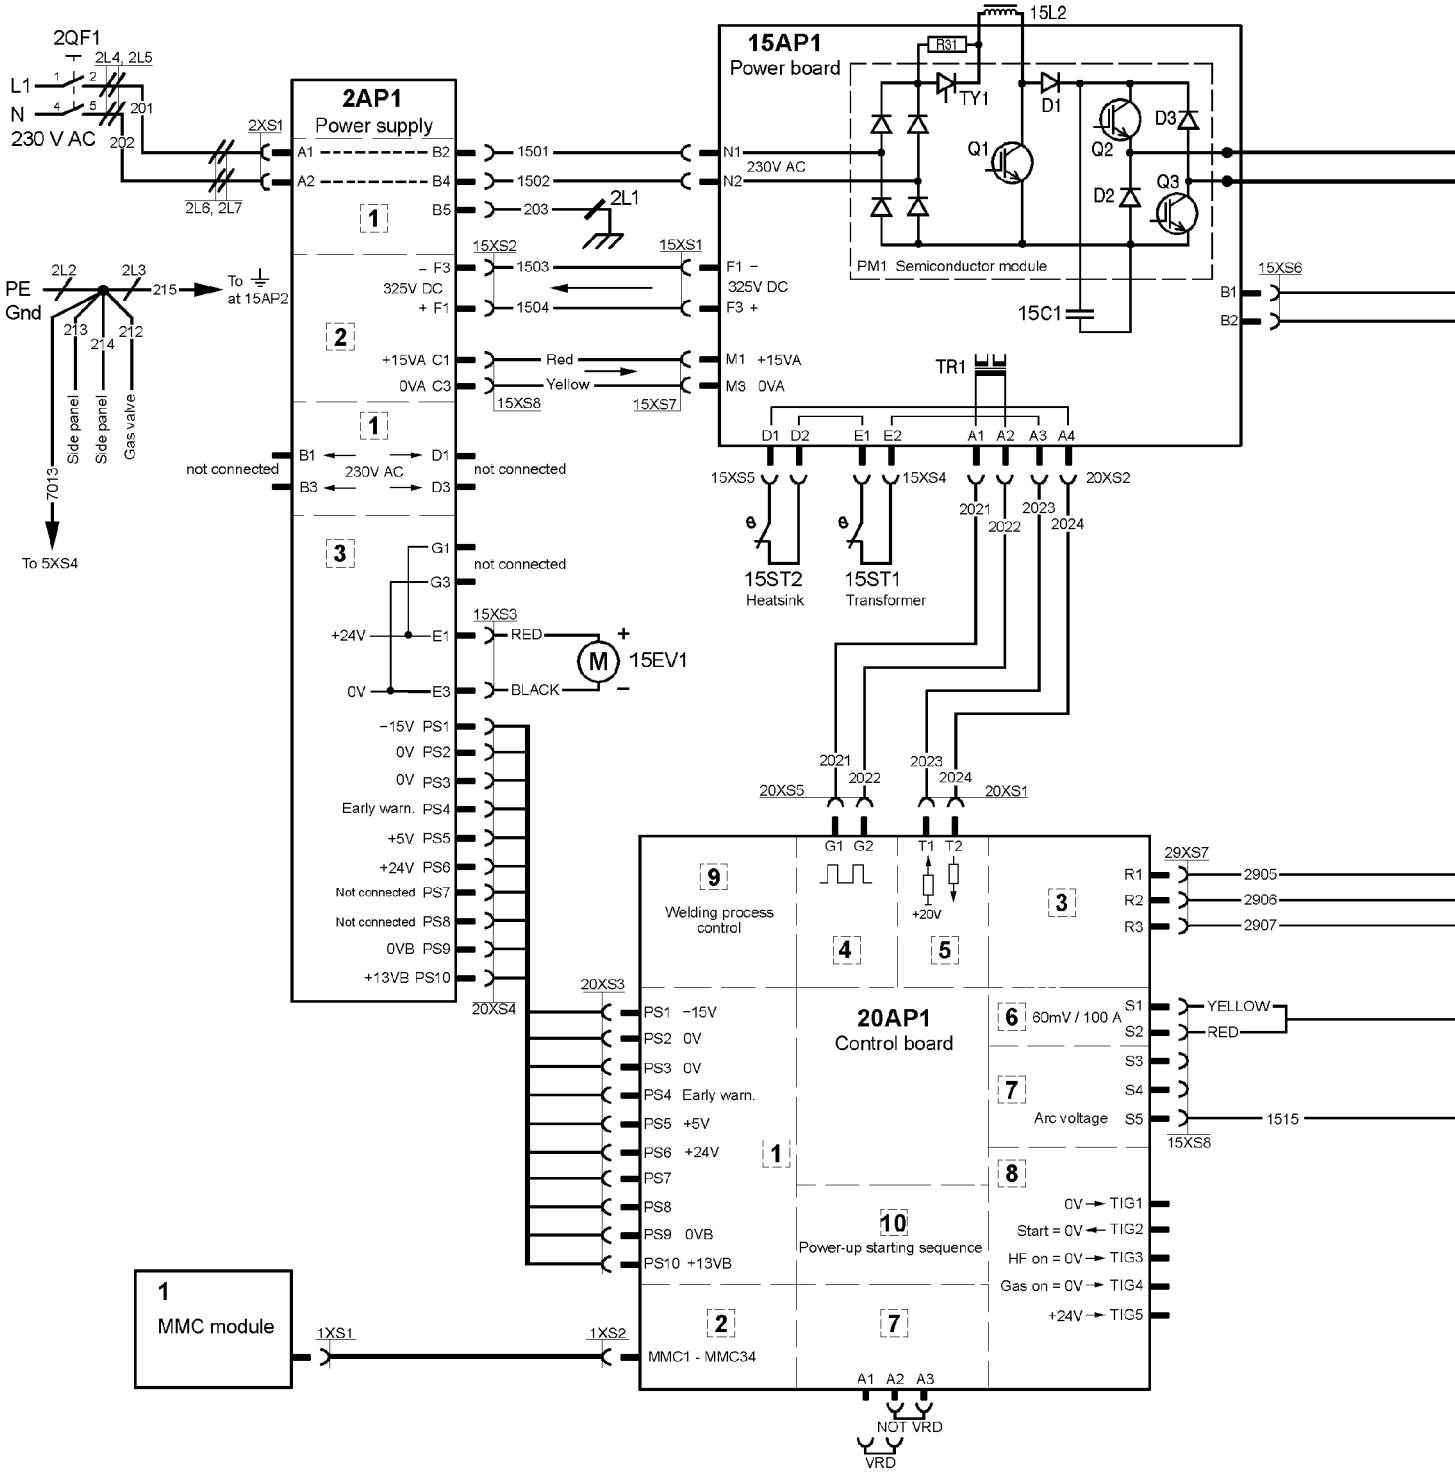 2QF1
2L4, 2L5
L1
1
2
N
4
5
201
202
230 V AC
2XS1
2L6, 2L7
2AP1
Power supply
A1
B2
1501
A2
B4
1502
B5
203
2L1
1
15XS2
15XS1
− F3
1503
325V DC
+ F1
1504
2
+15VA C1
Red
0VA C3
Yellow
15XS8
15XS7
1
B1
D1
230V AC
B3
D3
not connected
not connected
3
G1
not connected
G3
15XS3
+24V
E1
RED
+
M
15EV1
0V
E3
BLACK
−
−15V PS1
0V PS2
0V PS3
Early warn. PS4
+5V PS5
+24V PS6
Not connected PS7
Not connected PS8
0VB PS9
+13VB PS10
20XS4
PE
Gnd
2L2
2L3
215
To
at 15AP2
213
214
212
Side panel
Side panel
Gas valve
7013
To 5XS4
15AP1
Power board
15L2
R31
TY1
D1
Q1
Q2
D2
D3
Q3
N1
230V AC
N2
PM1 Semiconductor module
F1 −
325V DC
F3 +
15C1
M1 +15VA
M3 0VA
TR1
15XS6
B1
B2
D1
D2
E1
E2
A1
A2
A3
A4
15XS5
15XS4
20XS2
θ
θ
15ST2
Heatsink
15ST1
Transformer
2021
2022
2023
2024
2021
2022
2023
2024
20XS5
20XS1
G1
G2
T1
T2
+20V
9
Welding process
control
4
5
3
29XS7
R1
2905
R2
2906
R3
2907
20XS3
20AP1
Control board
PS1 −15V
PS2 0V
PS3 0V
PS4 Early warn.
PS5 +5V
PS6 +24V
PS7
PS8
PS9 0VB
PS10 +13VB
1
6
60mV / 100 A
S1
YELLOW
S2
RED
S3
7
S4
Arc voltage
S5
1515
15XS8
8
0V
TIG1
Start = 0V
TIG2
HF on = 0V
TIG3
Gas on = 0V
TIG4
+24V
TIG5
10
Power-up starting sequence
1
MMC module
1XS1
1XS2
2
MMC1 - MMC34
7
A1
A2
A3
NOT VRD
VRD